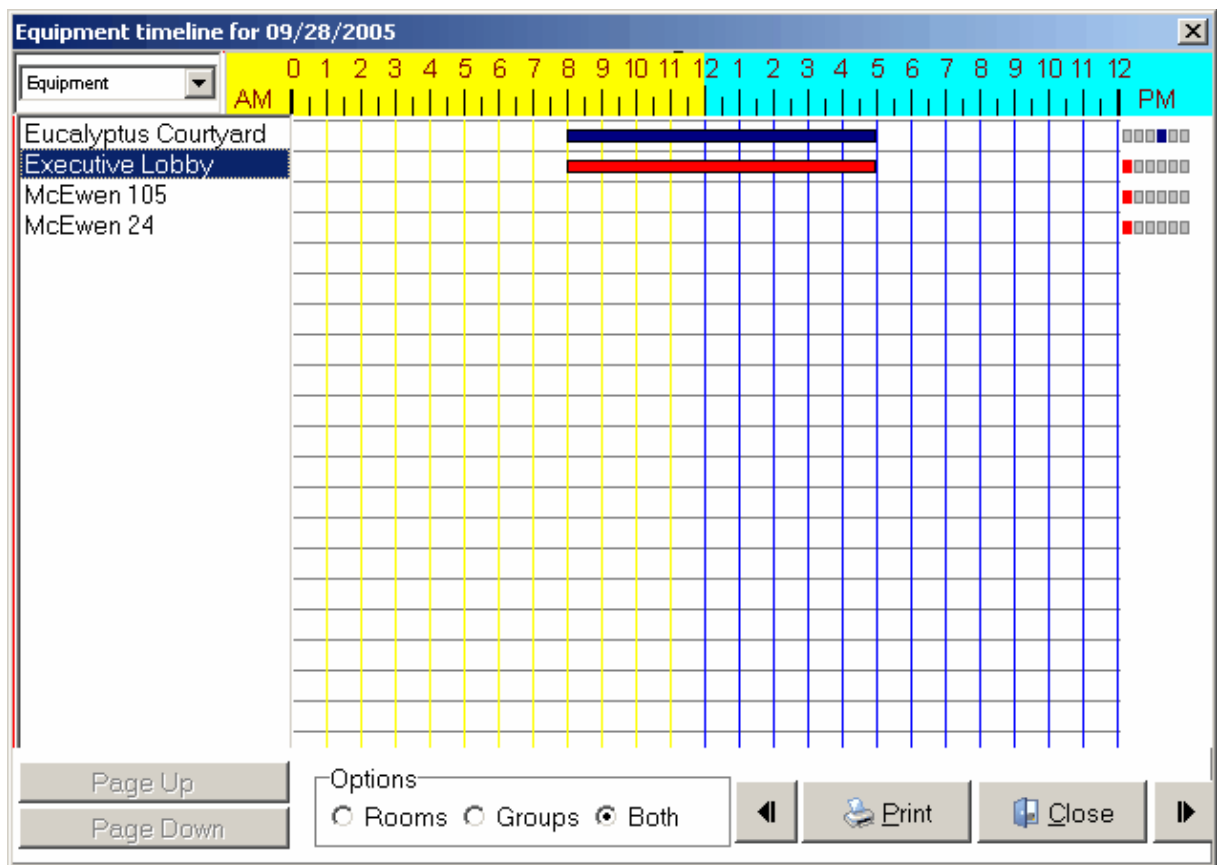 Equipment timeline for 09/28/2005
Equipment
0 1 2 3 4 5 6 7 8 9 10 11 12 1 2 3 4 5 6 7 8 9 10 11 12
AM PM
Eucalyptus Courtyard
Executive Lobby
McEwen 105
McEwen 24
Page Up
Page Down
Options
Rooms Groups Both
Print
Close